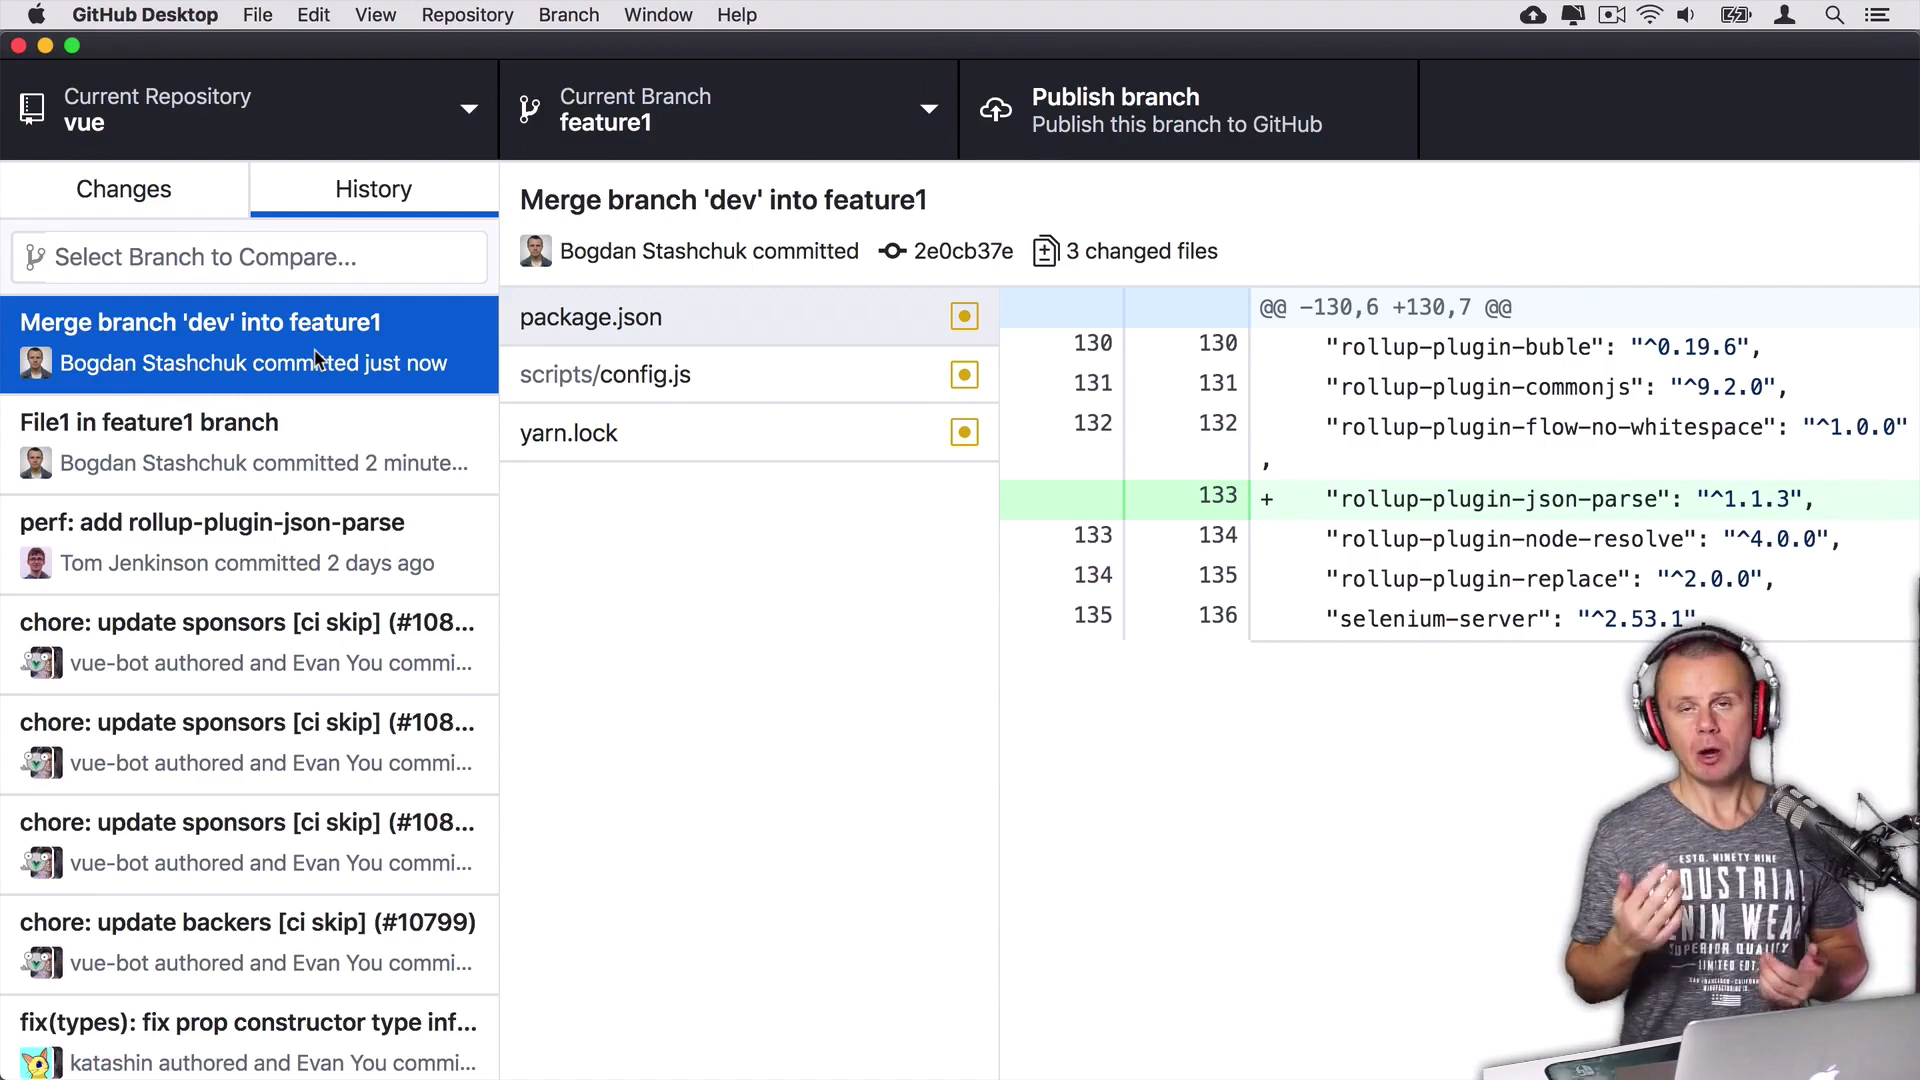 GitHub Desktop File Edit View Repository Branch Window Help
Current Repository
vue
Current Branch
feature1
Publish branch
Publish this branch to GitHub
Changes
History
Select Branch to Compare...
Merge branch 'dev' into feature1
Bogdan Stashchuk committed just now
File1 in feature1 branch
Bogdan Stashchuk committed 2 minute...
perf: add rollup-plugin-json-parse
Tom Jenkinson committed 2 days ago
chore: update sponsors [ci skip] (#108...
vue-bot authored and Evan You commi...
chore: update sponsors [ci skip] (#108...
vue-bot authored and Evan You commi...
chore: update sponsors [ci skip] (#108...
vue-bot authored and Evan You commi...
chore: update backers [ci skip] (#10799)
vue-bot authored and Evan You commi...
fix(types): fix prop constructor type inf...
katashin authored and Evan You commi...
Merge branch 'dev' into feature1
Bogdan Stashchuk committed 2e0cb37e 3 changed files
package.json
scripts/config.js
yarn.lock
@@ -130,6 +130,7 @@
130 130 "rollup-plugin-buble": "^0.19.6",
131 131 "rollup-plugin-commonjs": "^9.2.0",
132 132 "rollup-plugin-flow-no-whitespace": "^1.0.0"
,
133 + "rollup-plugin-json-parse": "^1.1.3",
133 134 "rollup-plugin-node-resolve": "^4.0.0",
134 135 "rollup-plugin-replace": "^2.0.0",
135 136 "selenium-server": "^2.53.1",
ESTD. NINETY NINE
SUPERIOR QUALITY
LIMITED EDT.